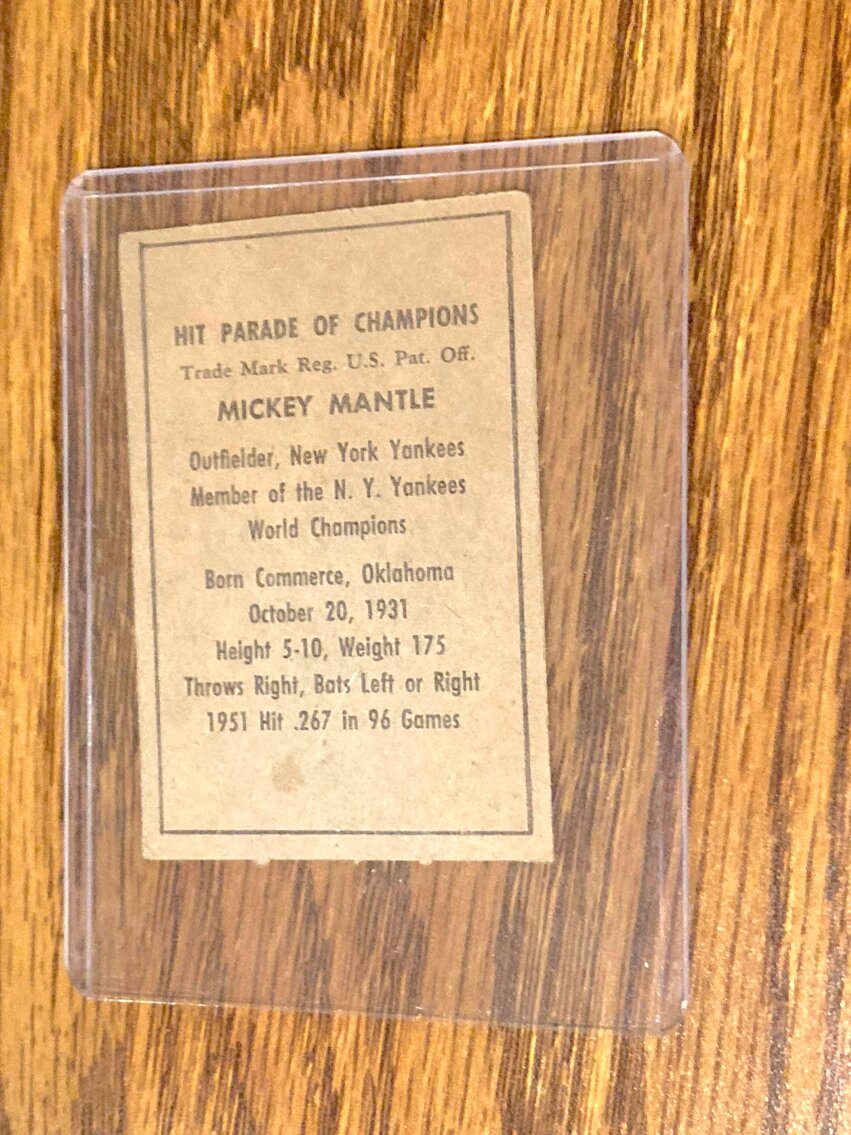 HIT PARADE OF CHAMPIONS
Trade Mark Reg. U.S. Pat. Off.
MICKEY MANTLE
Outfielder, New York Yankees
Member of the N. Y. Yankees
World Champions
Born Commerce, Oklahoma
October 20, 1931
Height 5-10, Weight 175
Throws Right, Bats Left or Right
1951 Hit .267 in 96 Games